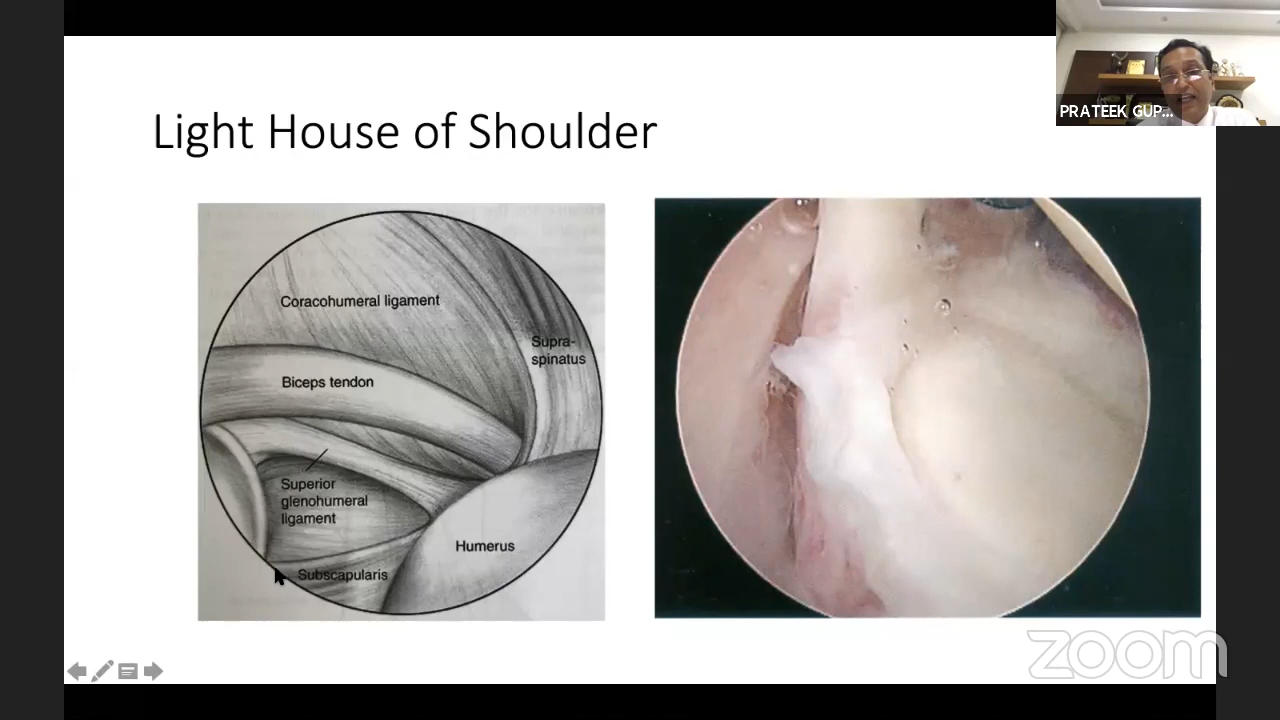 PRATEEK GUP...
Light House of Shoulder
Coracohumeral ligament
Supra-
spinatus
Biceps tendon
Superior
glenohumeral
ligament
Humerus
Subscapularis
zoom